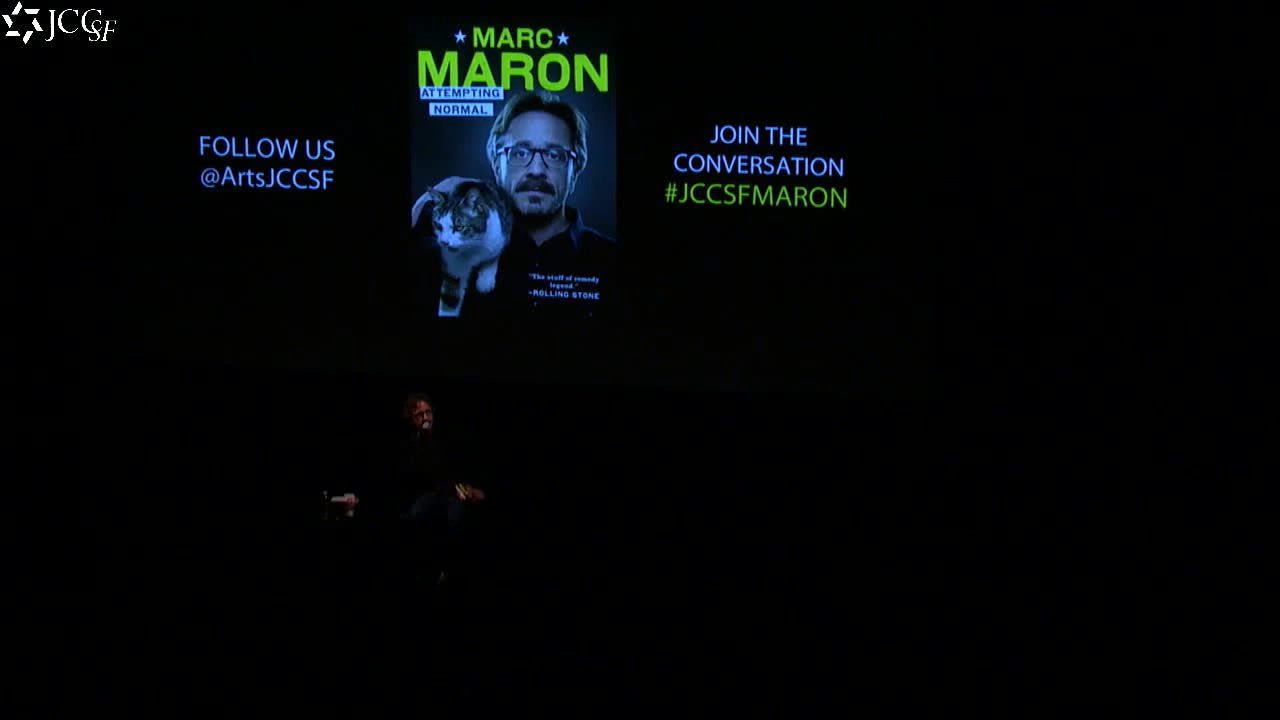 JCCSF
MARC
MARON
ATTEMPTING
NORMAL
FOLLOW US
@ArtsJCCSF
JOIN THE
CONVERSATION
#JCCSFMARON
"The stuff of comedy
legend."
-ROLLING STONE